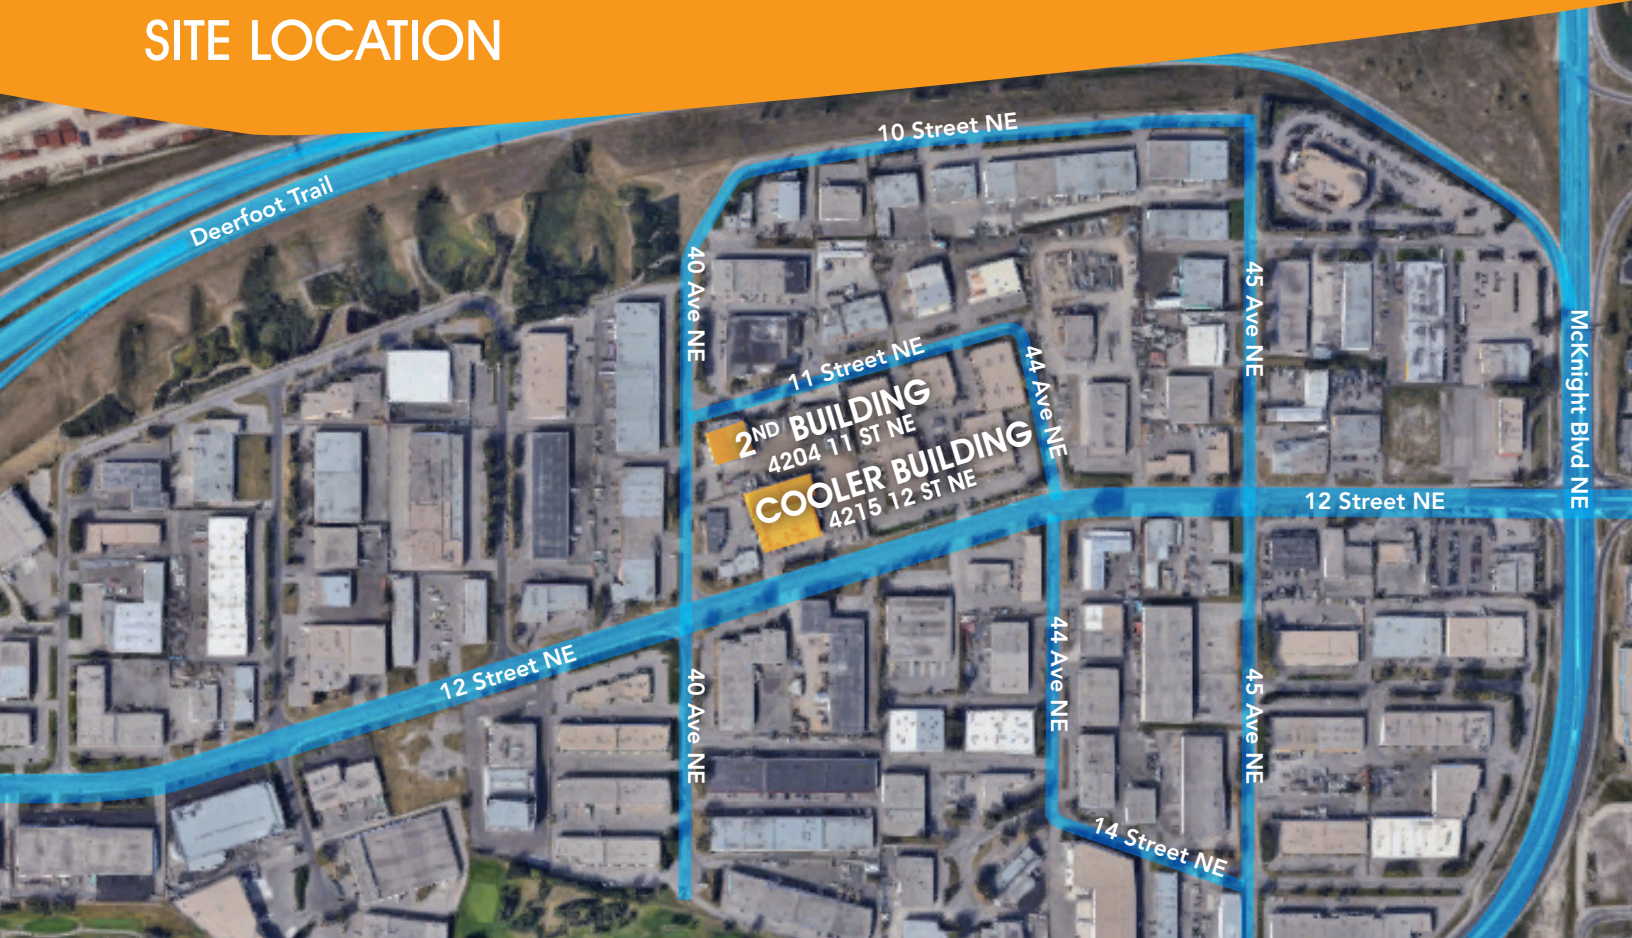 SITE LOCATION
10 Street NE
Deerfoot Trail
40 Ave NE
45 Ave NE
McKnight Blvd NE
11 Street NE
44 Ave NE
2ND BUILDING
4204 11 ST NE
COOLER BUILDING
4215 12 ST NE
12 Street NE
12 Street NE
40 Ave NE
44 Ave NE
45 Ave NE
14 Street NE